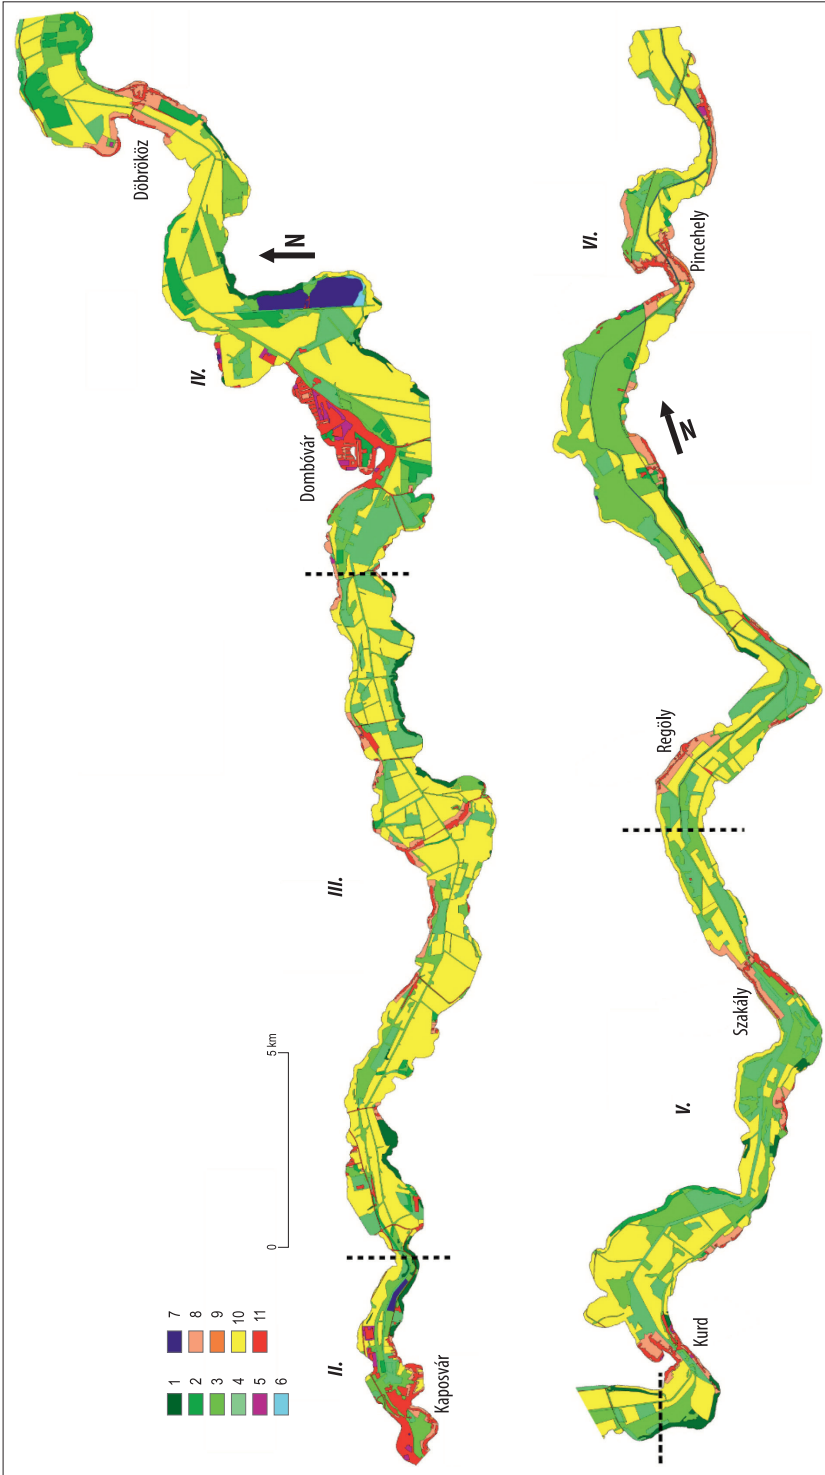 Döbrököz
N
IV.
Dombóvár
III.
5 km
0
7
8
9
10
11
1
2
3
4
5
6
II.
Kaposvár
VI.
Pincehely
N
Regöly
Szakály
V.
Kurd